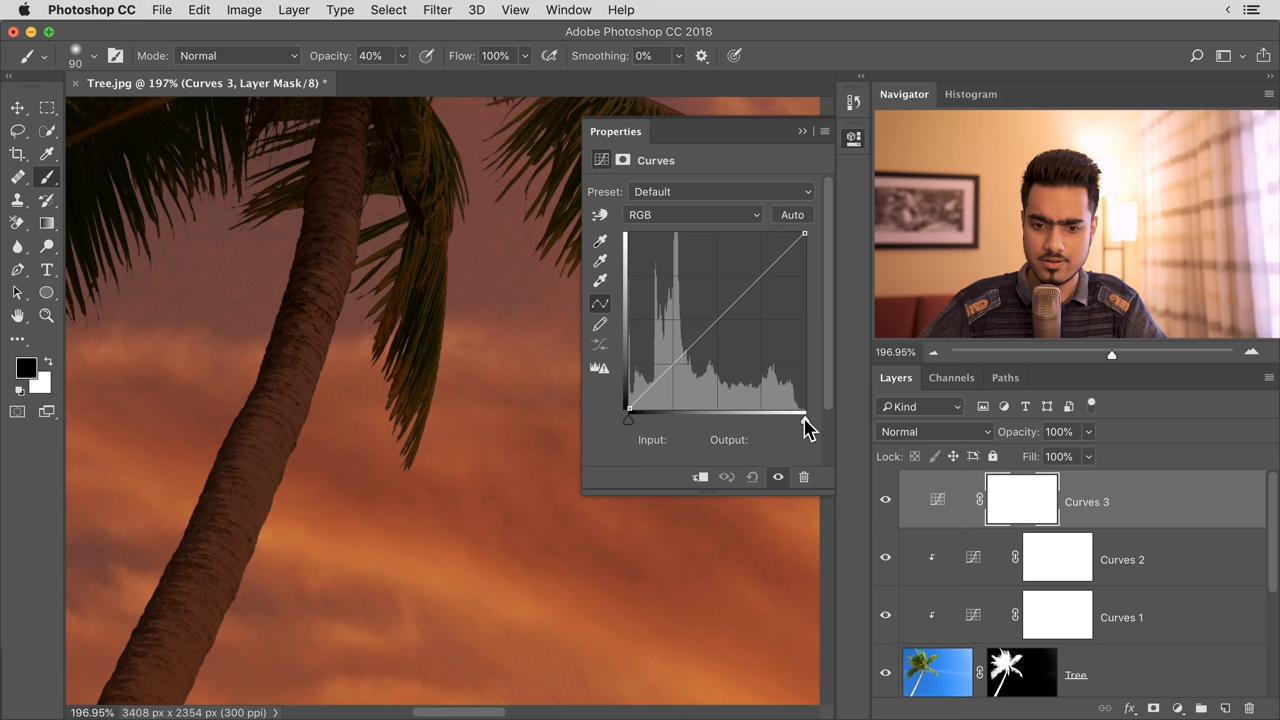 Photoshop CC File Edit Image Layer Type Select Filter 3D View Window Help
Adobe Photoshop CC 2018
90 Mode: Normal Opacity: 40% Flow: 100% Smoothing: 0%
Tree.jpg @ 197% (Curves 3, Layer Mask/8) *
Properties
Curves
Preset: Default
RGB Auto
Input: Output:
196.95% 3408 px x 2354 px (300 ppi)
Navigator Histogram
196.95%
Layers Channels Paths
Kind
Normal Opacity: 100%
Lock: Fill: 100%
Curves 3
Curves 2
Curves 1
Tree
fx